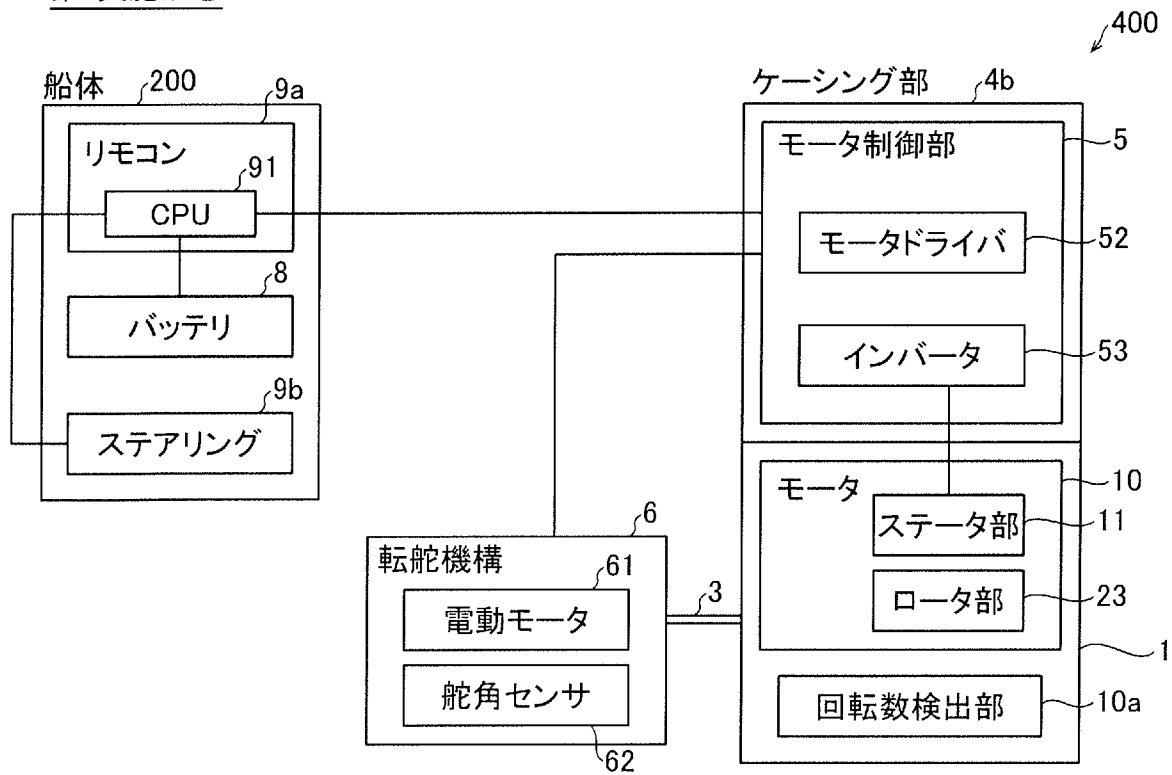 400
船体
200
9a
リモコン
91
CPU
8
バッテリ
9b
ステアリング
ケーシング部
4b
モータ制御部
5
モータドライバ
52
インバータ
53
モータ
10
ステータ部
11
ロータ部
23
1
回転数検出部
10a
6
転舵機構
61
電動モータ
3
舵角センサ
62